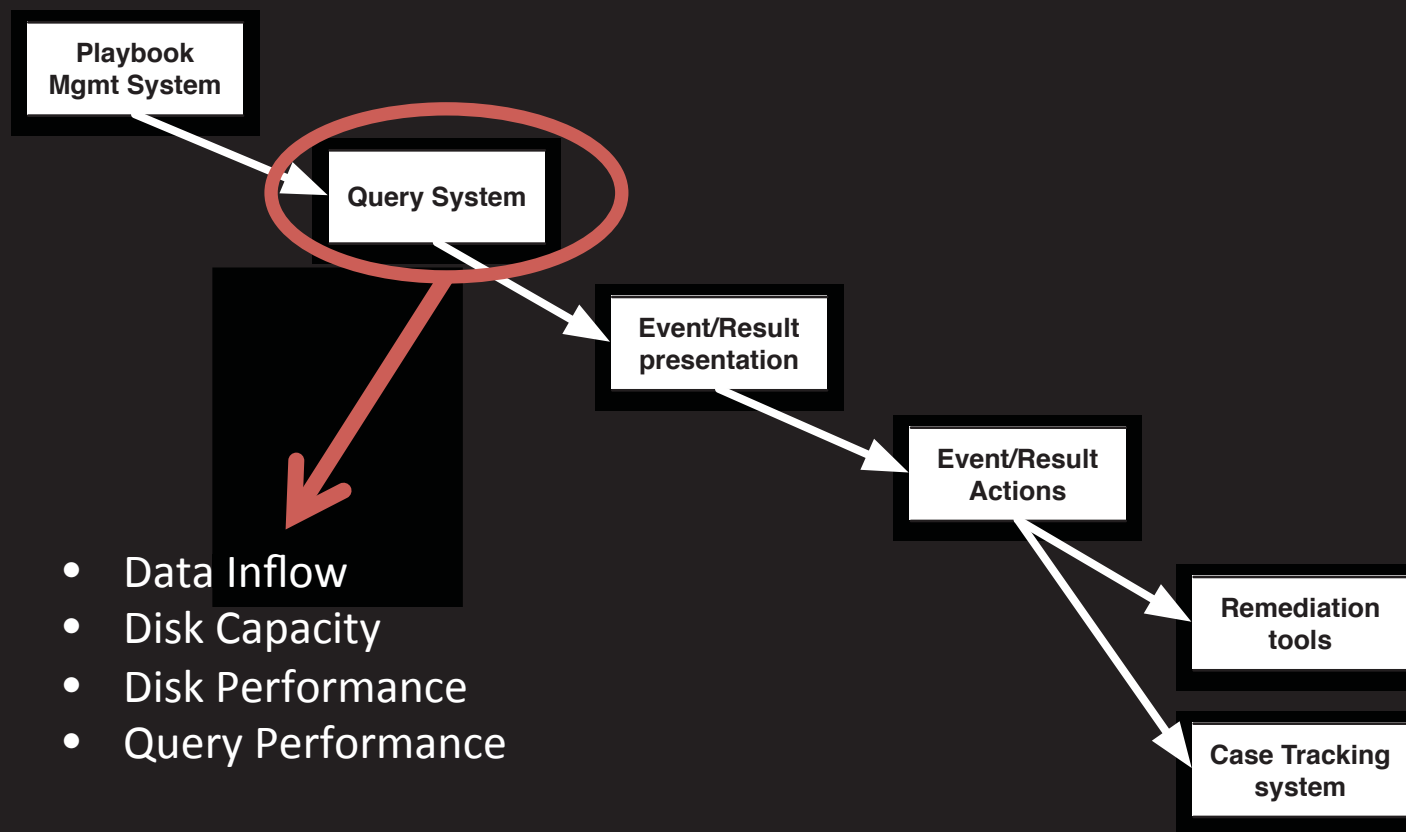 Playbook
Mgmt System
Query System
Event/Result
presentation
Event/Result
Actions
Remediation
tools
Case Tracking
system
• Data Inflow
• Disk Capacity
• Disk Performance
• Query Performance